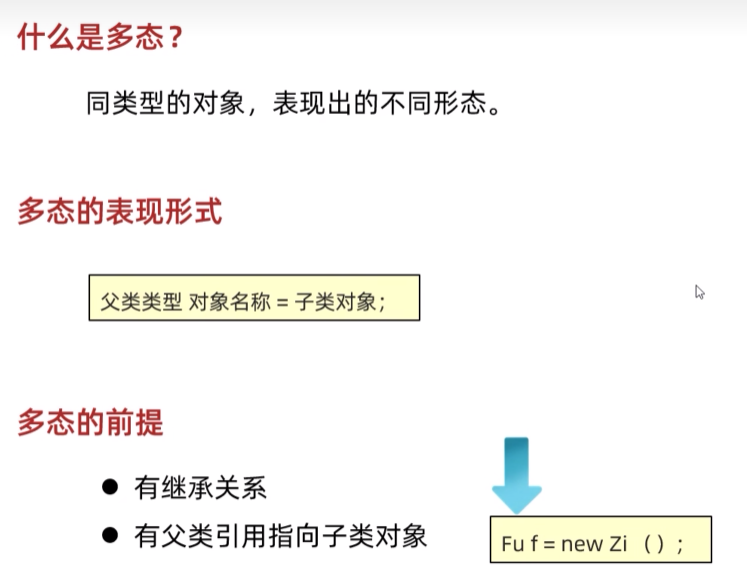 什么是多态？
同类型的对象，表现出的不同形态。
多态的表现形式
父类类型 对象名称 = 子类对象；
多态的前提
● 有继承关系
● 有父类引用指向子类对象
Fu f = new Zi （）；